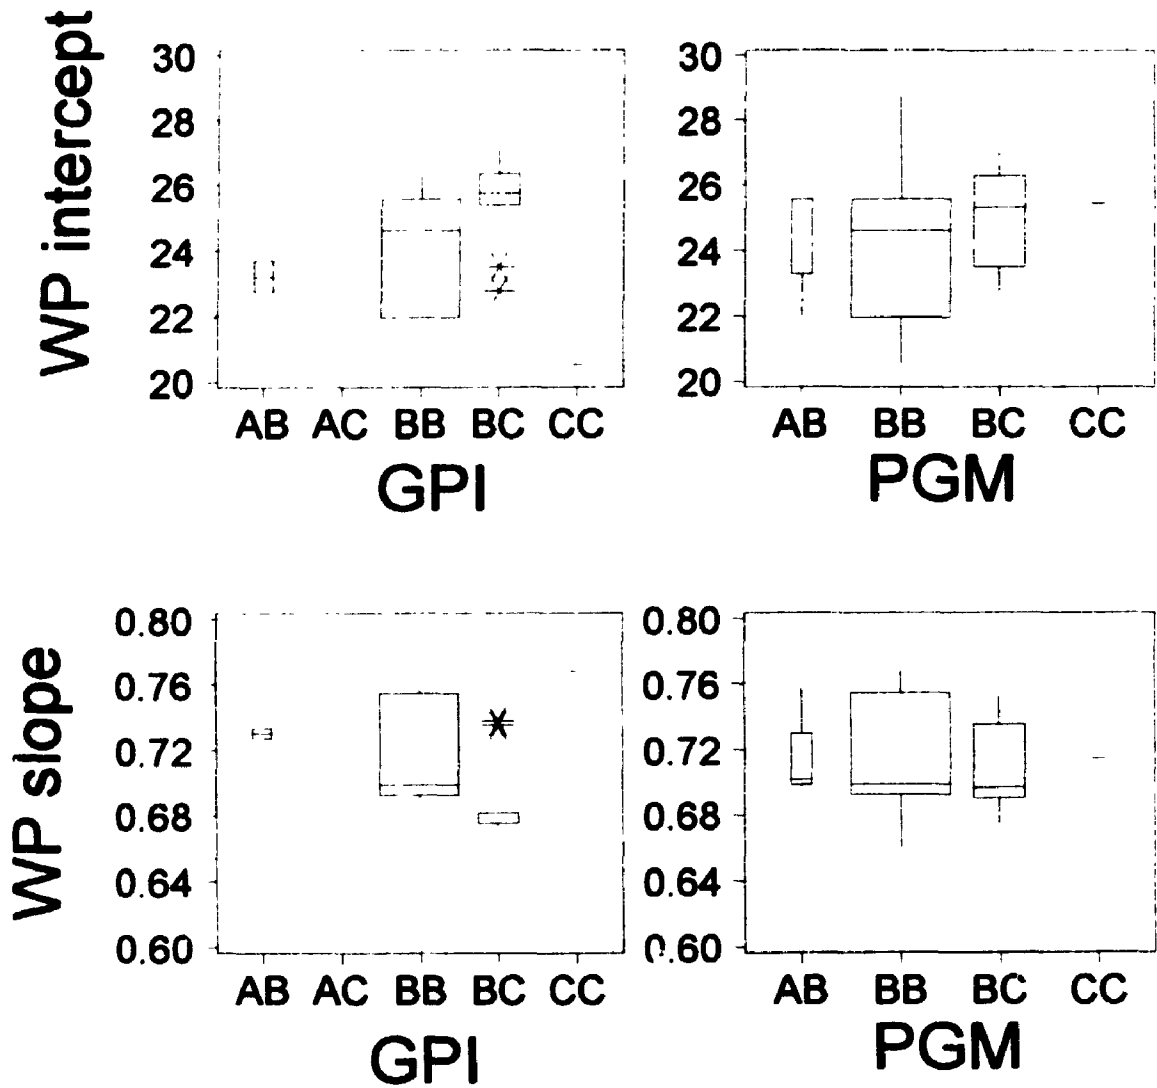 WP intercept
30
28
26
24
22
20
AB AC BB BC CC
GPI
30
28
26
24
22
20
AB BB BC CC
PGM
WP slope
0.80
0.76
0.72
0.68
0.64
0.60
AB AC BB BC CC
GPI
0.80
0.76
0.72
0.68
0.64
0.60
AB BB BC CC
PGM